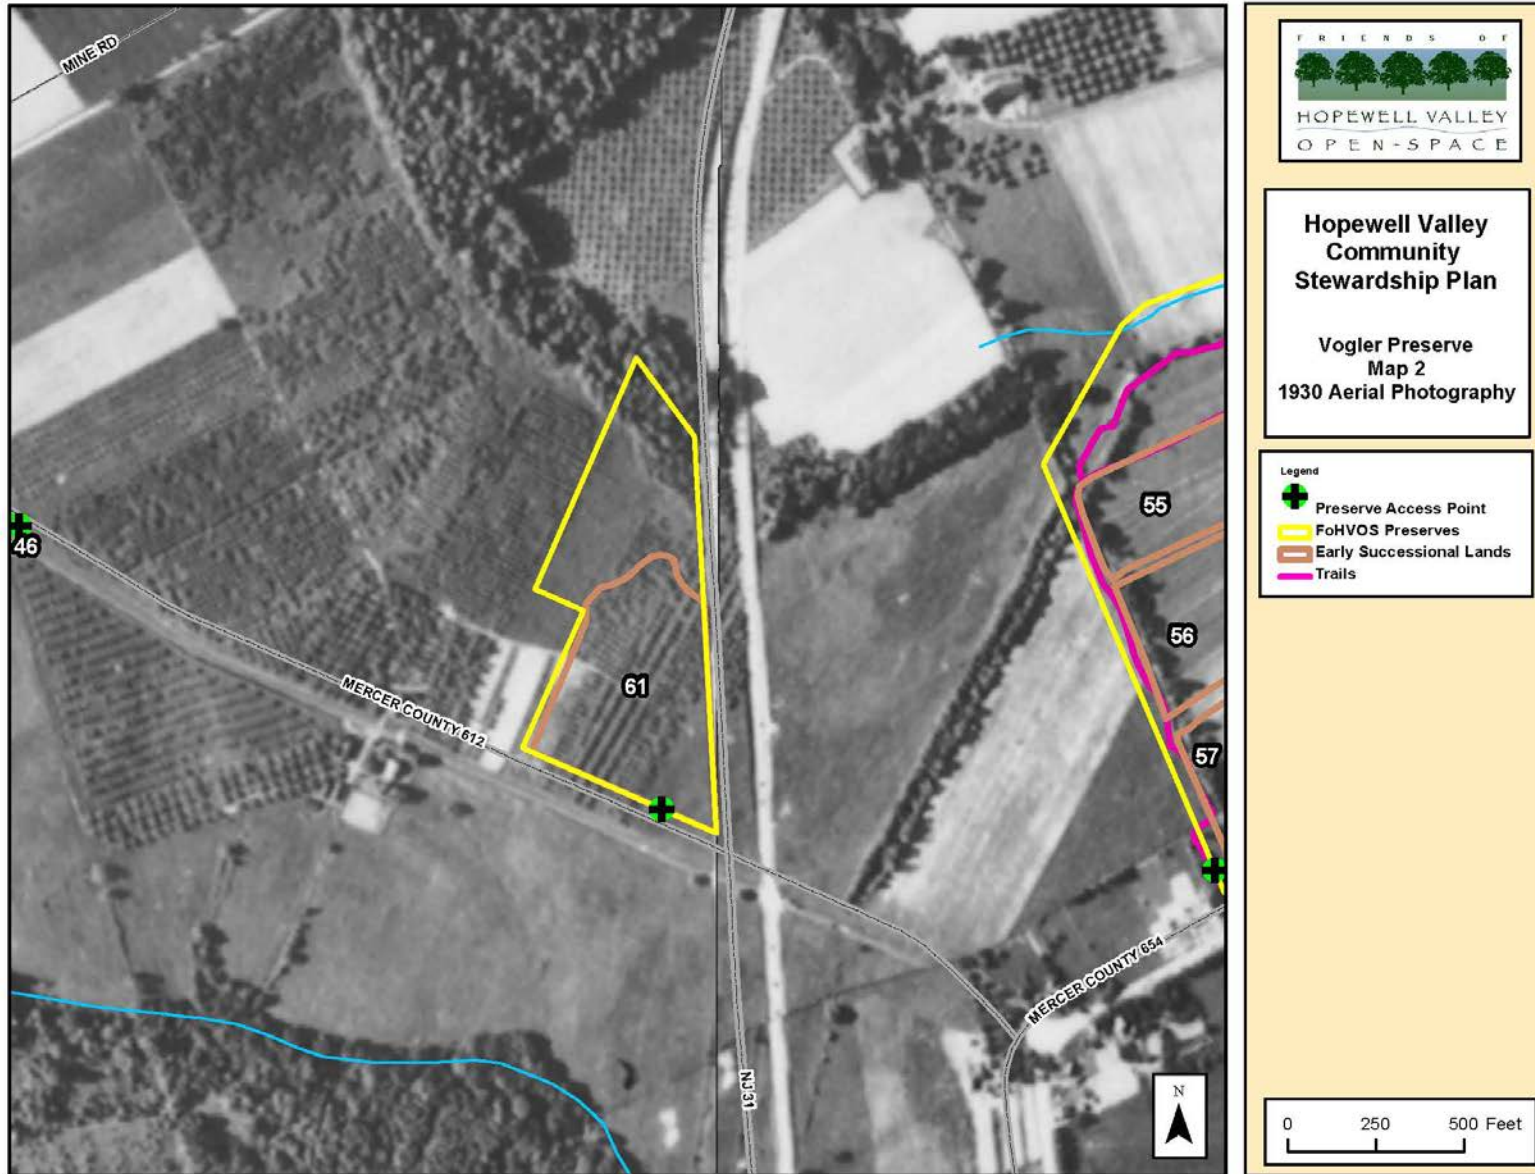 MINE RD
46
MERCER COUNTY 612
61
55
56
57
MERCER COUNTY 654
NJ 31
N
FRIENDS OF
HOPEWELL VALLEY
OPEN-SPACE
Hopewell Valley
Community
Stewardship Plan
Vogler Preserve
Map 2
1930 Aerial Photography
Legend
Preserve Access Point
FoHVOS Preserves
Early Successional Lands
Trails
0 250 500 Feet